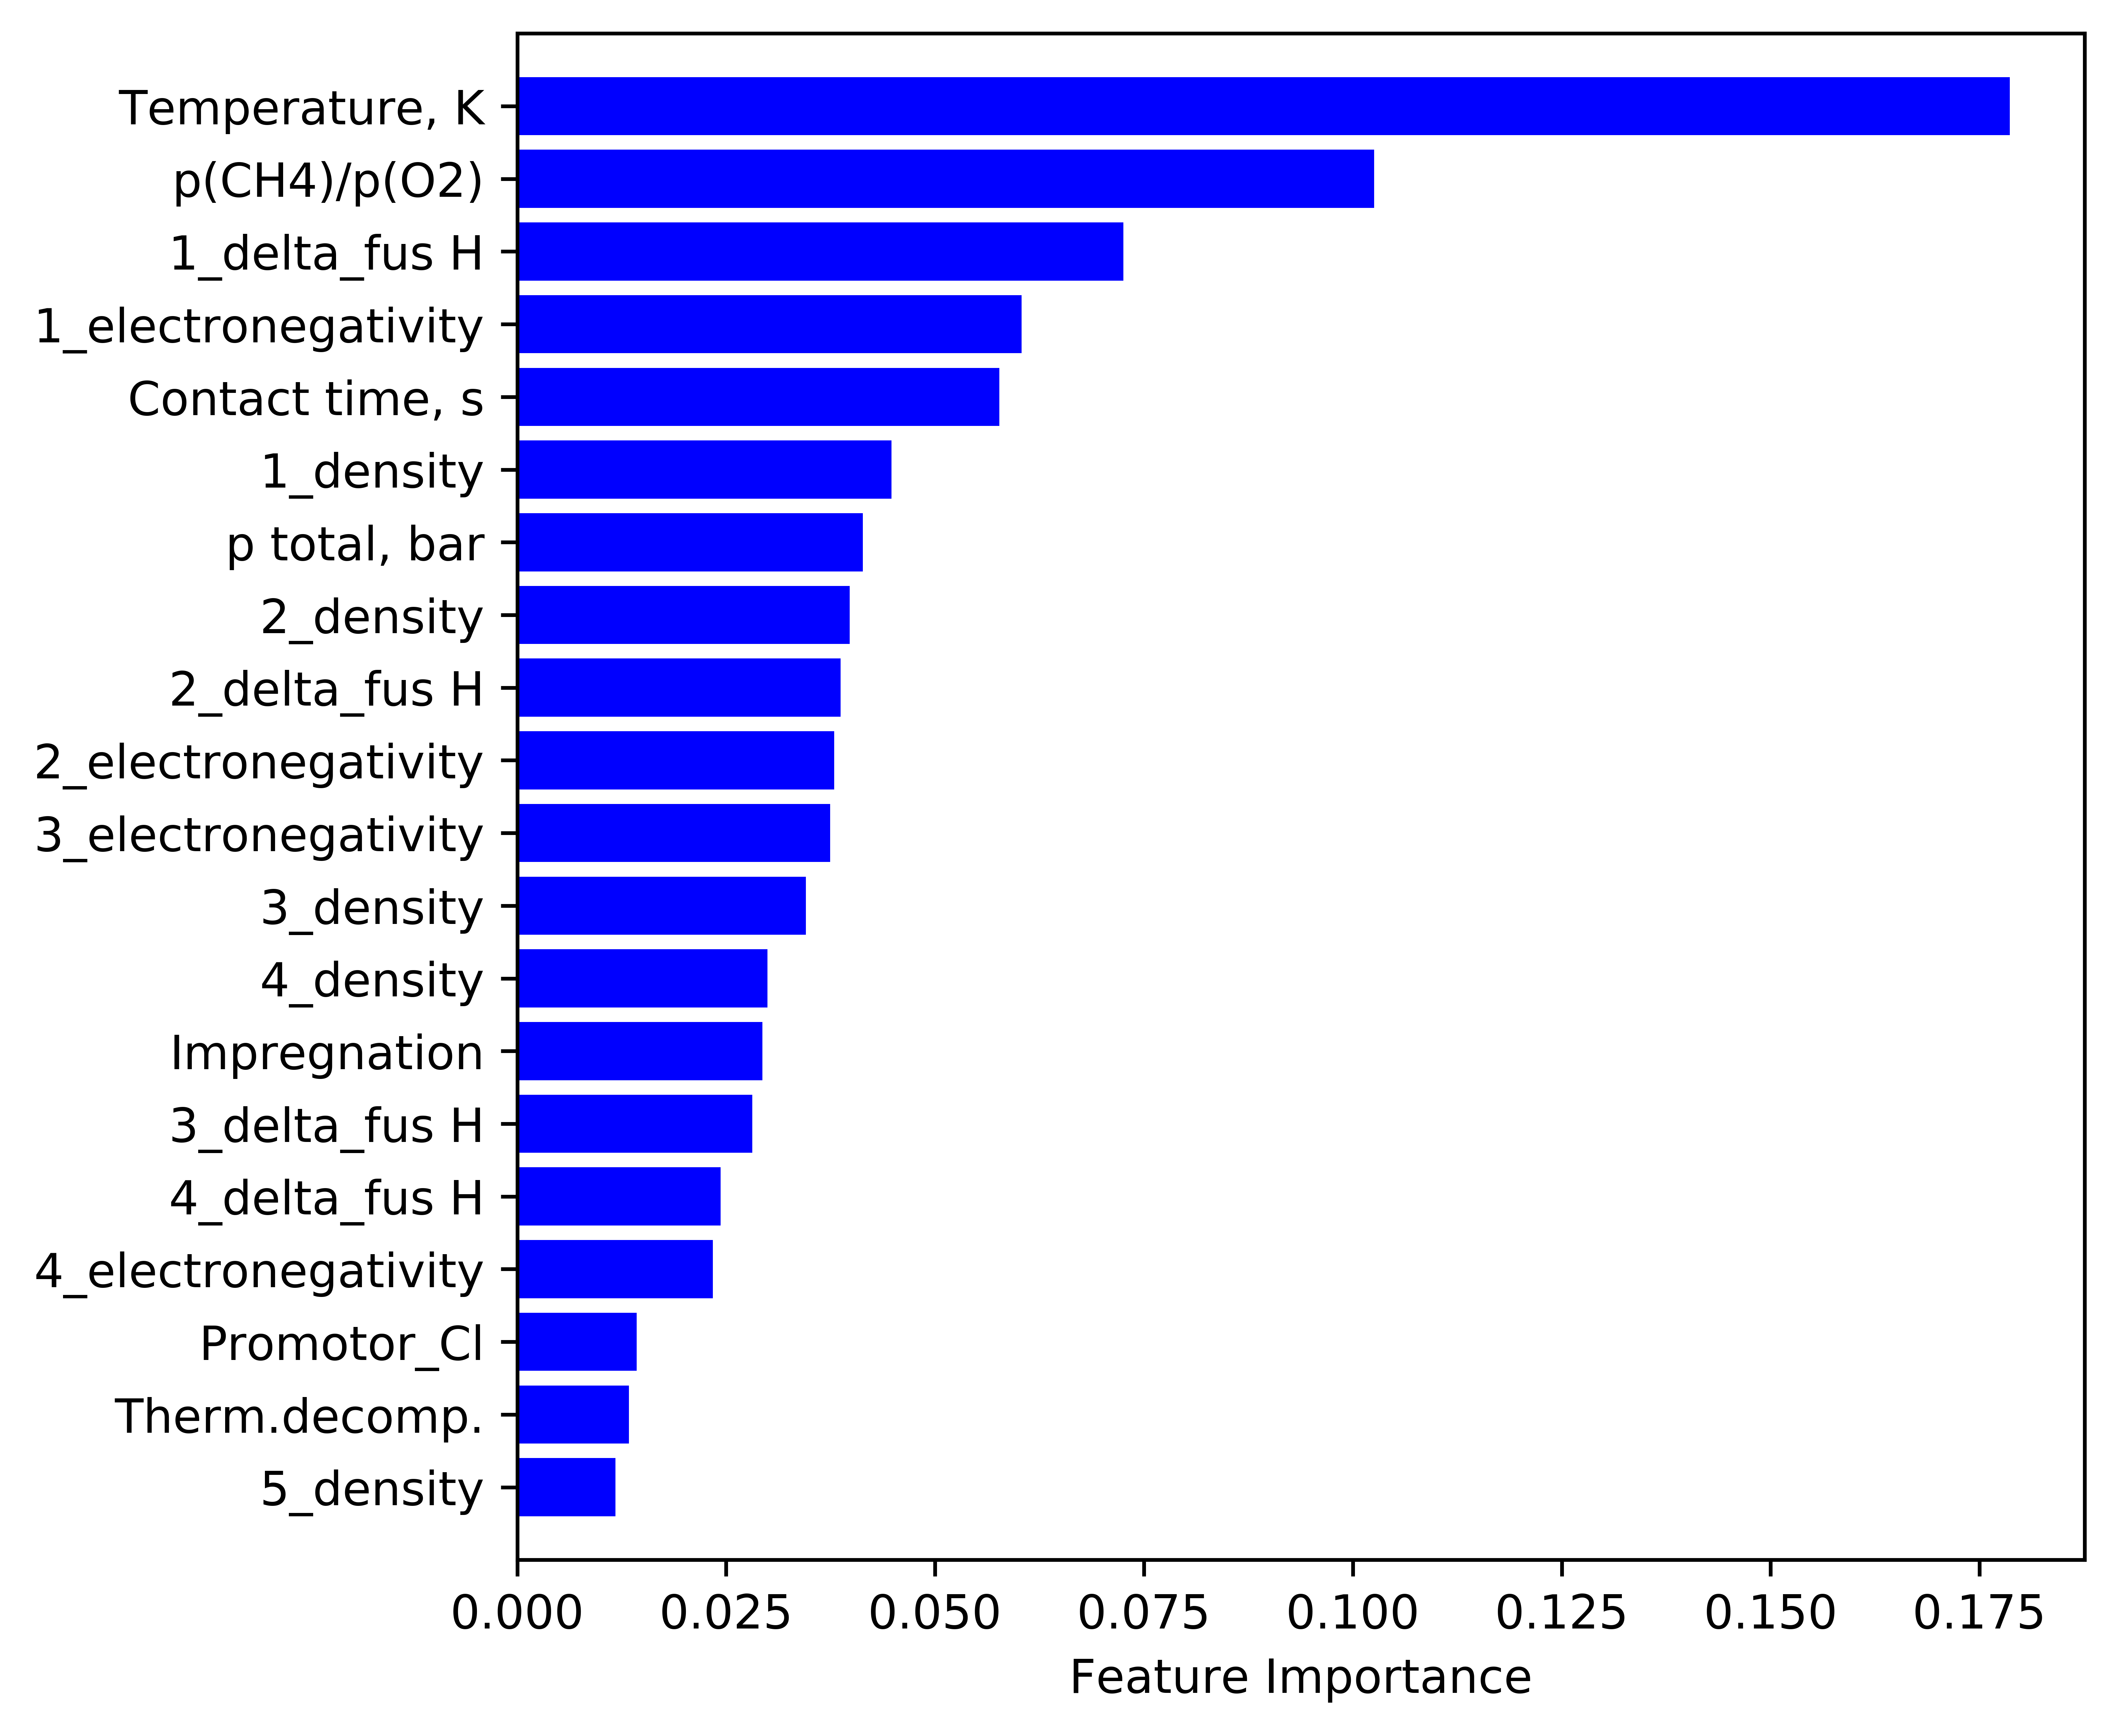 Temperature, K
p(CH4)/p(O2)
1_delta_fus H
1_electronegativity
Contact time, s
1_density
p total, bar
2_density
2_delta_fus H
2_electronegativity
3_electronegativity
3_density
4_density
Impregnation
3_delta_fus H
4_delta_fus H
4_electronegativity
Promotor_Cl
Therm.decomp.
5_density
0.000 0.025 0.050 0.075 0.100 0.125 0.150 0.175
Feature Importance